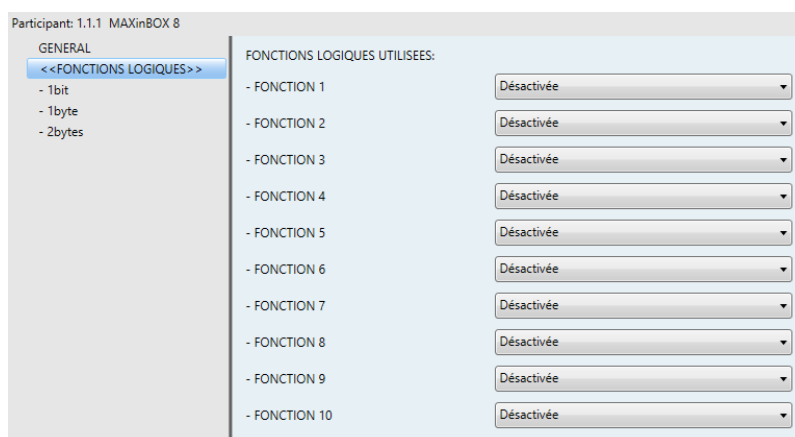 Participant: 1.1.1 MAXinBOX 8
GENERAL
<<FONCTIONS LOGIQUES>>
- 1bit
- 1byte
- 2bytes
FONCTIONS LOGIQUES UTILISEES:
- FONCTION 1 Désactivée
- FONCTION 2 Désactivée
- FONCTION 3 Désactivée
- FONCTION 4 Désactivée
- FONCTION 5 Désactivée
- FONCTION 6 Désactivée
- FONCTION 7 Désactivée
- FONCTION 8 Désactivée
- FONCTION 9 Désactivée
- FONCTION 10 Désactivée